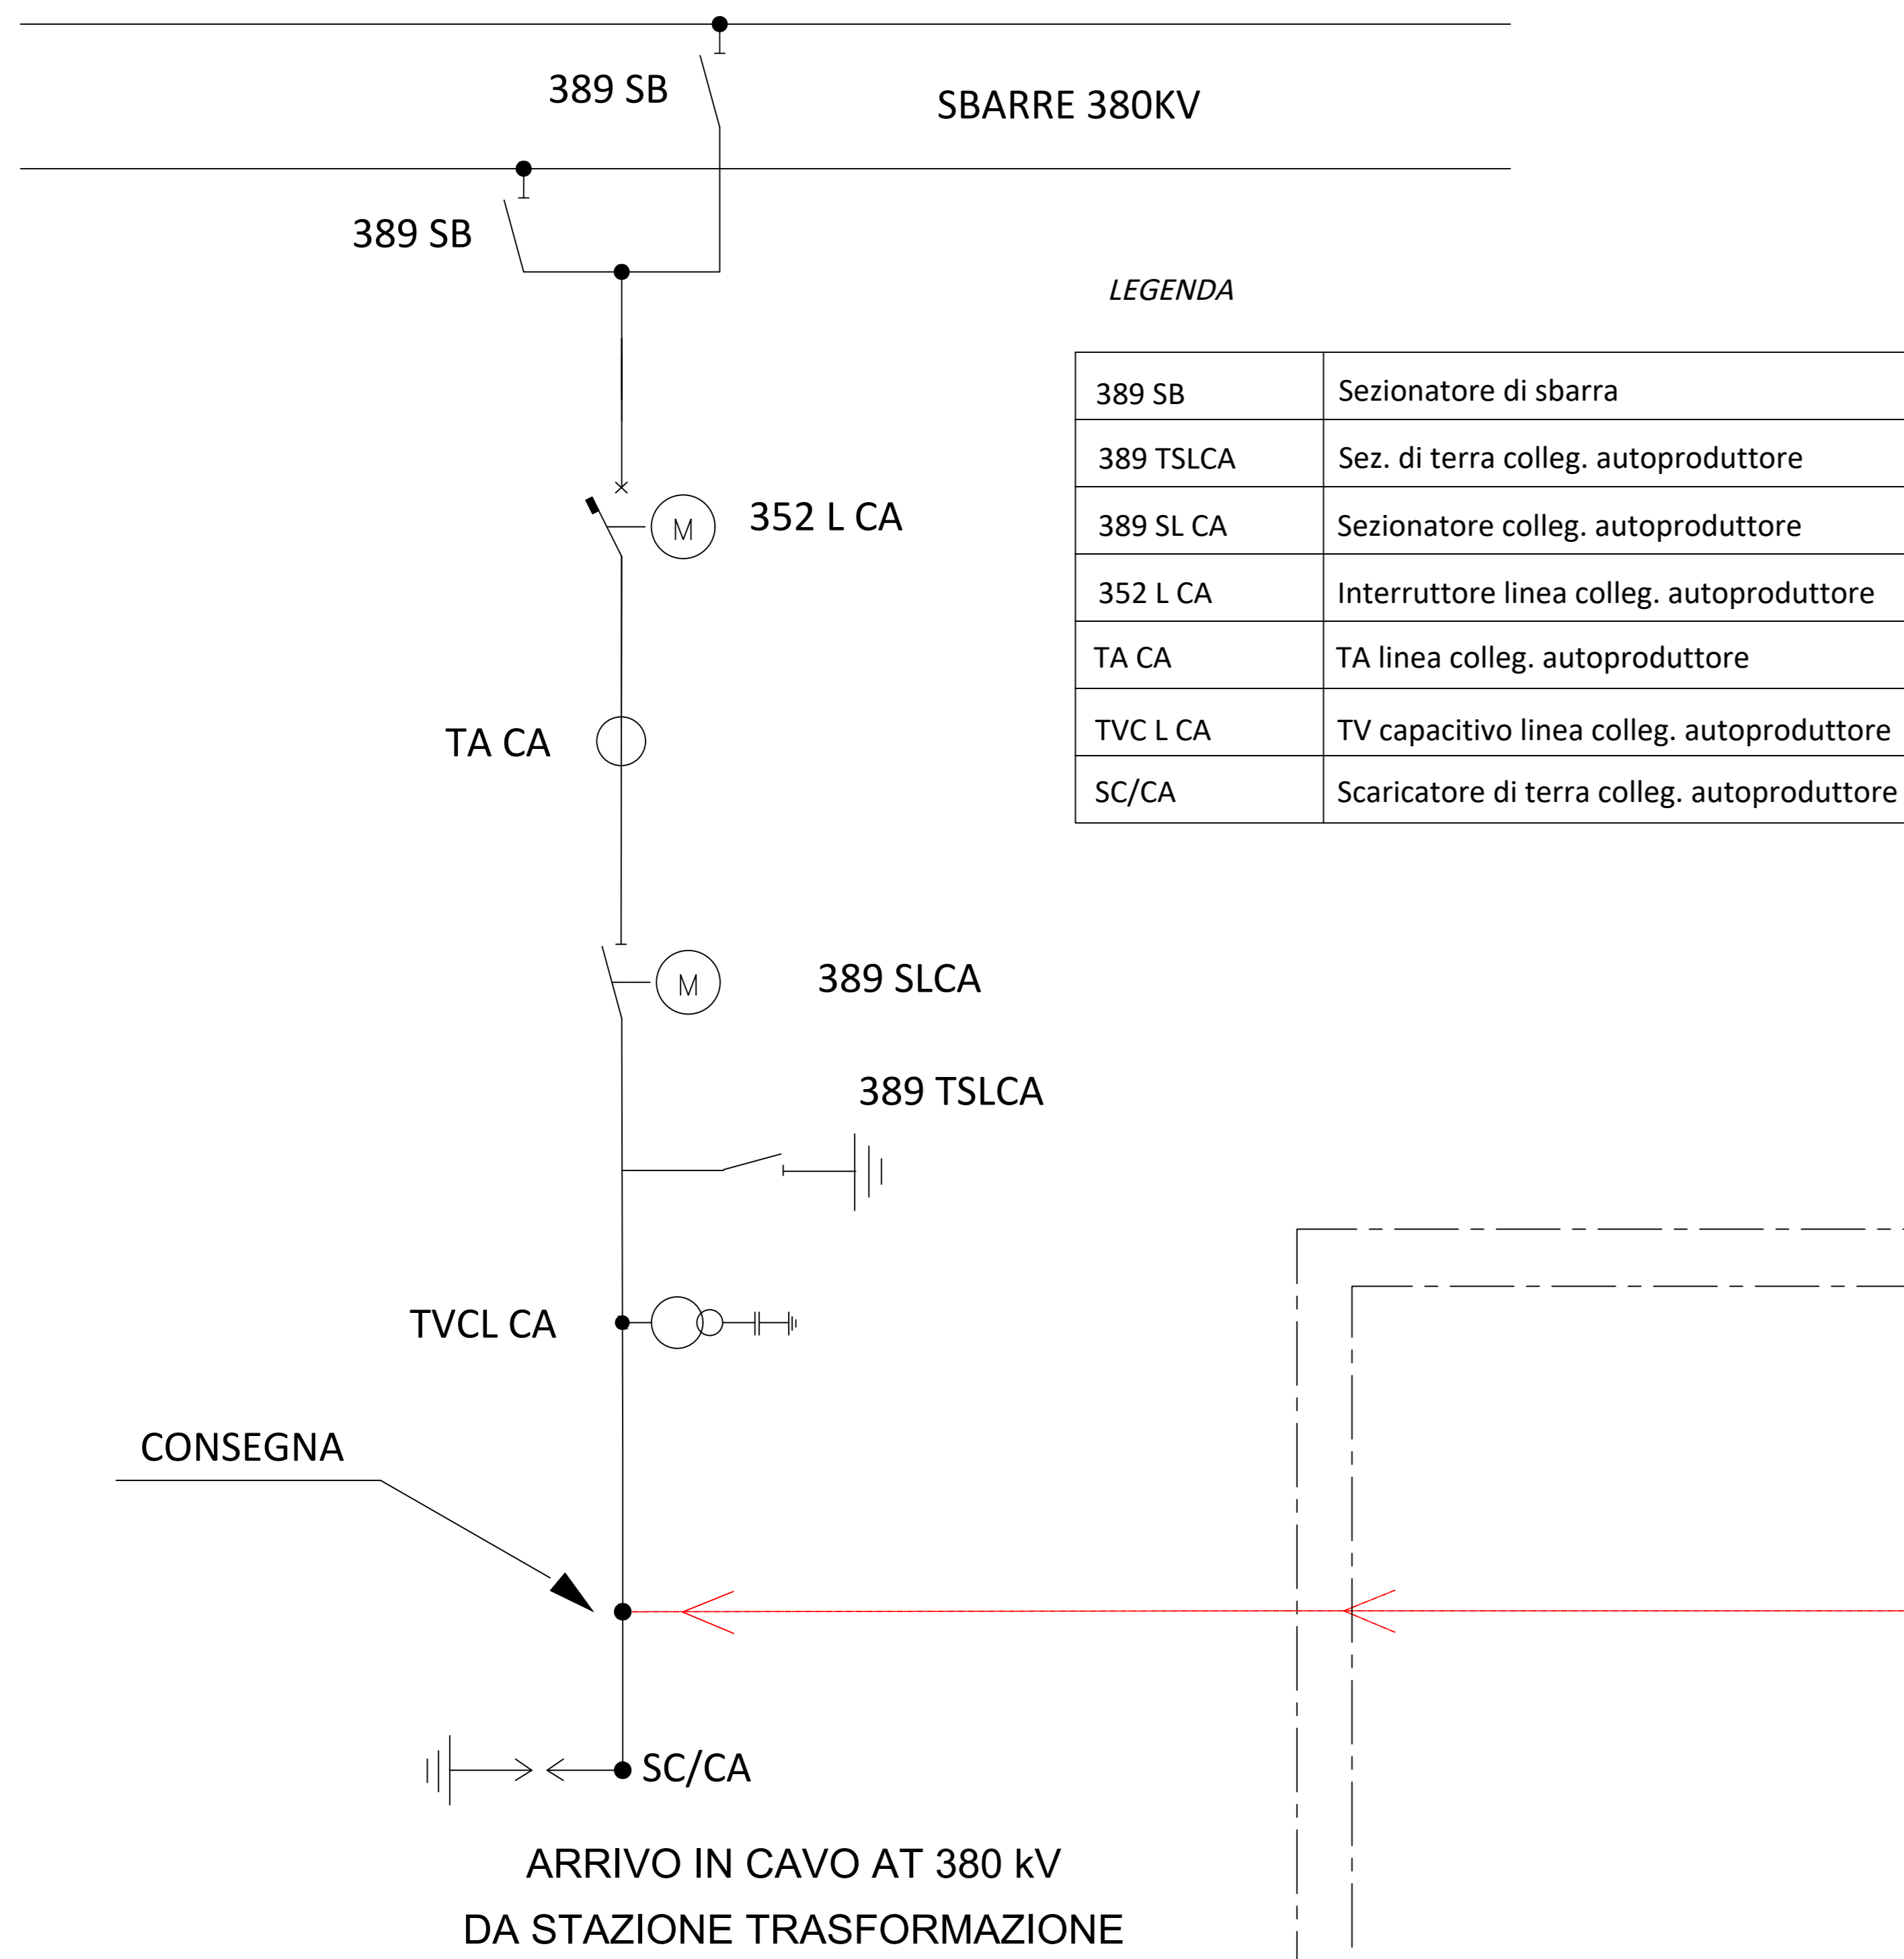 389 SB
SBARRE 380KV
389 SB
LEGENDA
389 SB Sezionatore di sbarra
389 TSLCA Sez. di terra colleg. autoproduttore
389 SL CA Sezionatore colleg. autoproduttore
352 L CA Interruttore linea colleg. autoproduttore
TA CA TA linea colleg. autoproduttore
TVC L CA TV capacitivo linea colleg. autoproduttore
SC/CA Scaricatore di terra colleg. autoproduttore
M 352 L CA
TA CA
M 389 SLCA
389 TSLCA
TVCL CA
CONSEGNA
SC/CA
ARRIVO IN CAVO AT 380 kV
DA STAZIONE TRASFORMAZIONE